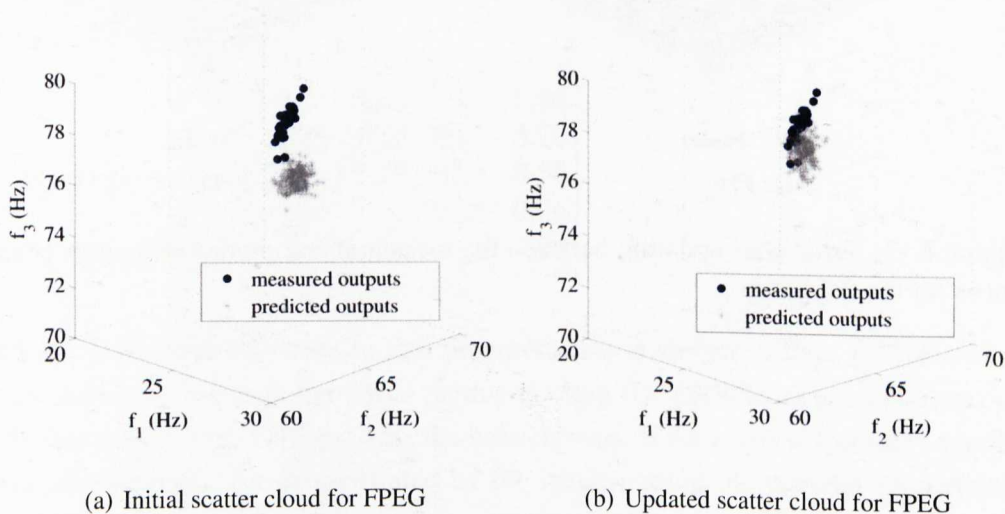 80
78
76
74
72
70
f3 (Hz)
measured outputs
predicted outputs
20
25
30
f1 (Hz)
60
65
70
f2 (Hz)
(a) Initial scatter cloud for FPEG
80
78
76
74
72
70
f3 (Hz)
measured outputs
predicted outputs
20
25
30
f1 (Hz)
60
65
70
f2 (Hz)
(b) Updated scatter cloud for FPEG